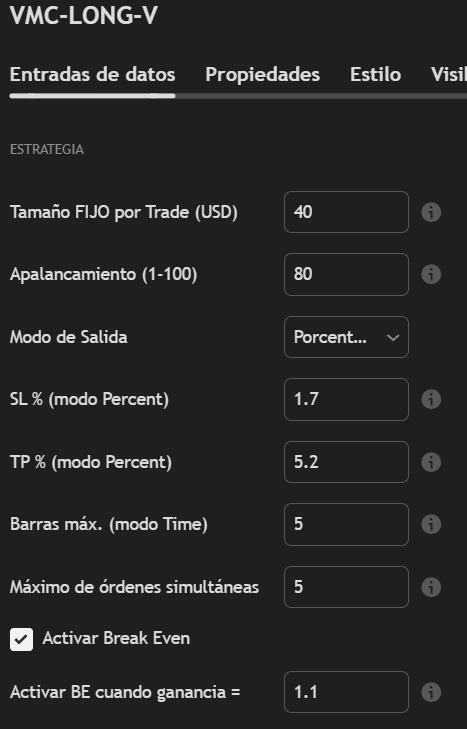 VMC-LONG-V
Entradas de datos Propiedades Estilo Visil
ESTRATEGIA
Tamaño FIJO por Trade (USD) 40
Apalancamiento (1-100) 80
Modo de Salida Porcent...
SL % (modo Percent) 1.7
TP % (modo Percent) 5.2
Barras máx. (modo Time) 5
Máximo de órdenes simultáneas 5
Activar Break Even
Activar BE cuando ganancia = 1.1